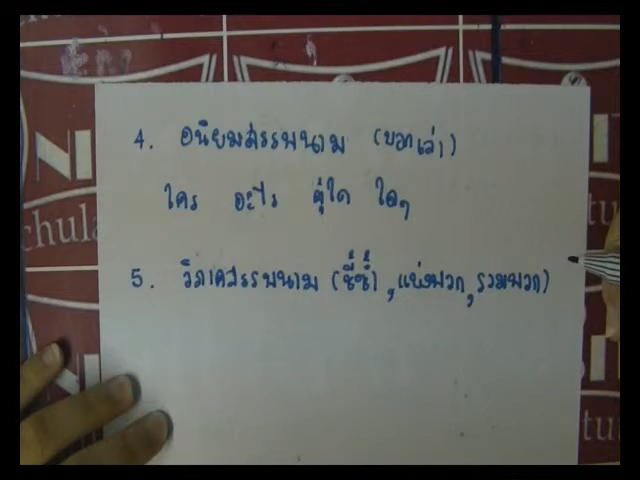 4. อนิยมสรรพนาม (บอกเล่า)
ใคร อะไร ผู้ใด ใดๆ
5. วิภาคสรรพนาม (ชี้ซ้ำ, แบ่งพวก, รวมพวก)
chula